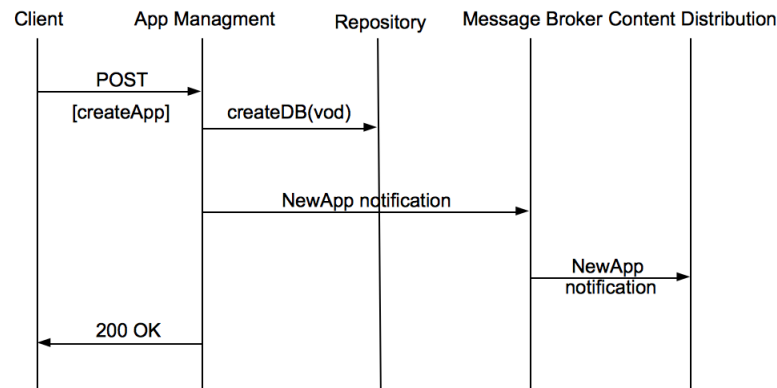 Client App Managment Repository Message Broker Content Distribution
POST
[createApp]
createDB(vod)
NewApp notification
NewApp
notification
200 OK